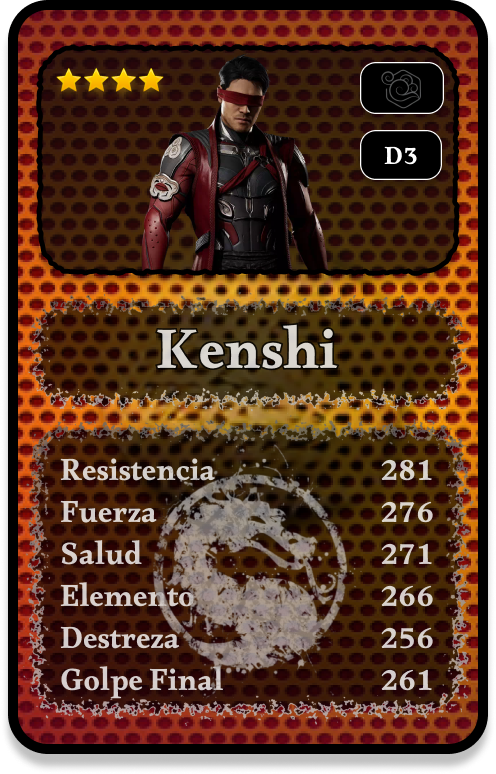 D3
Kenshi
Resistencia 281
Fuerza 276
Salud 271
Elemento 266
Destreza 256
Golpe Final 261